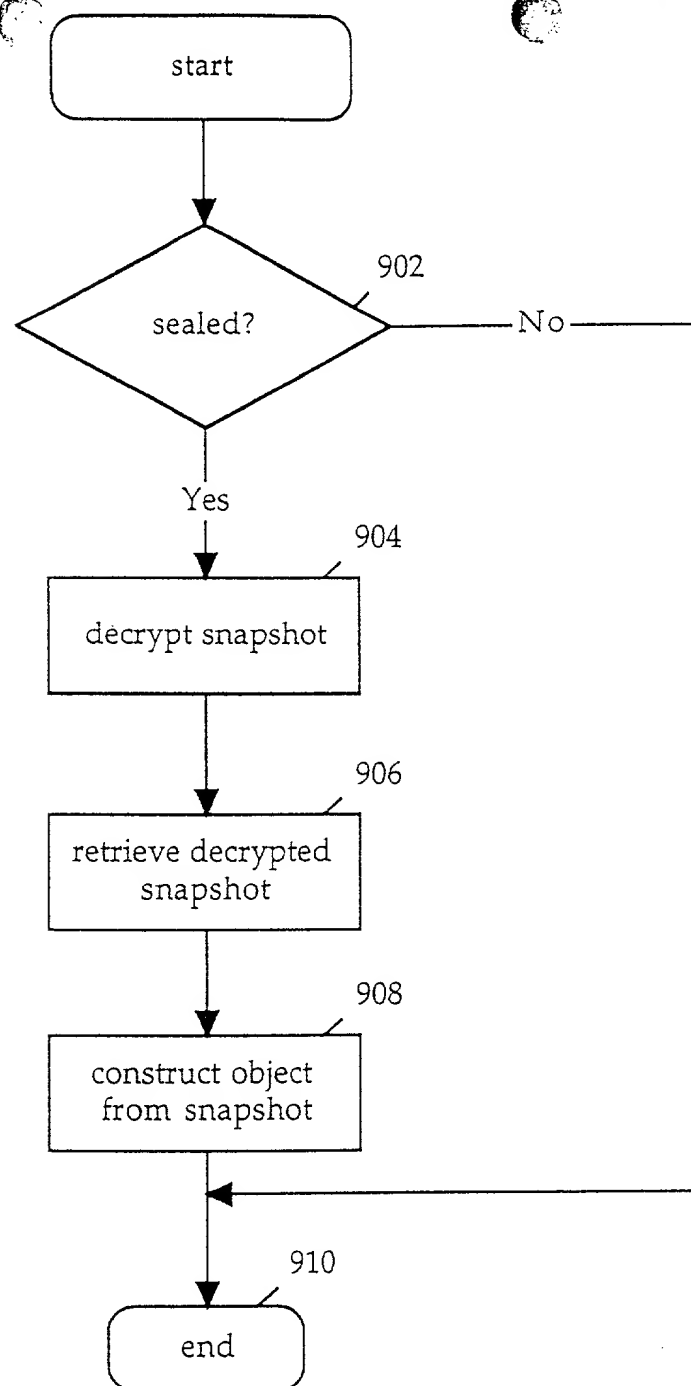 start
902
sealed?
No
Yes
904
decrypt snapshot
906
retrieve decrypted
snapshot
908
construct object
from snapshot
910
end